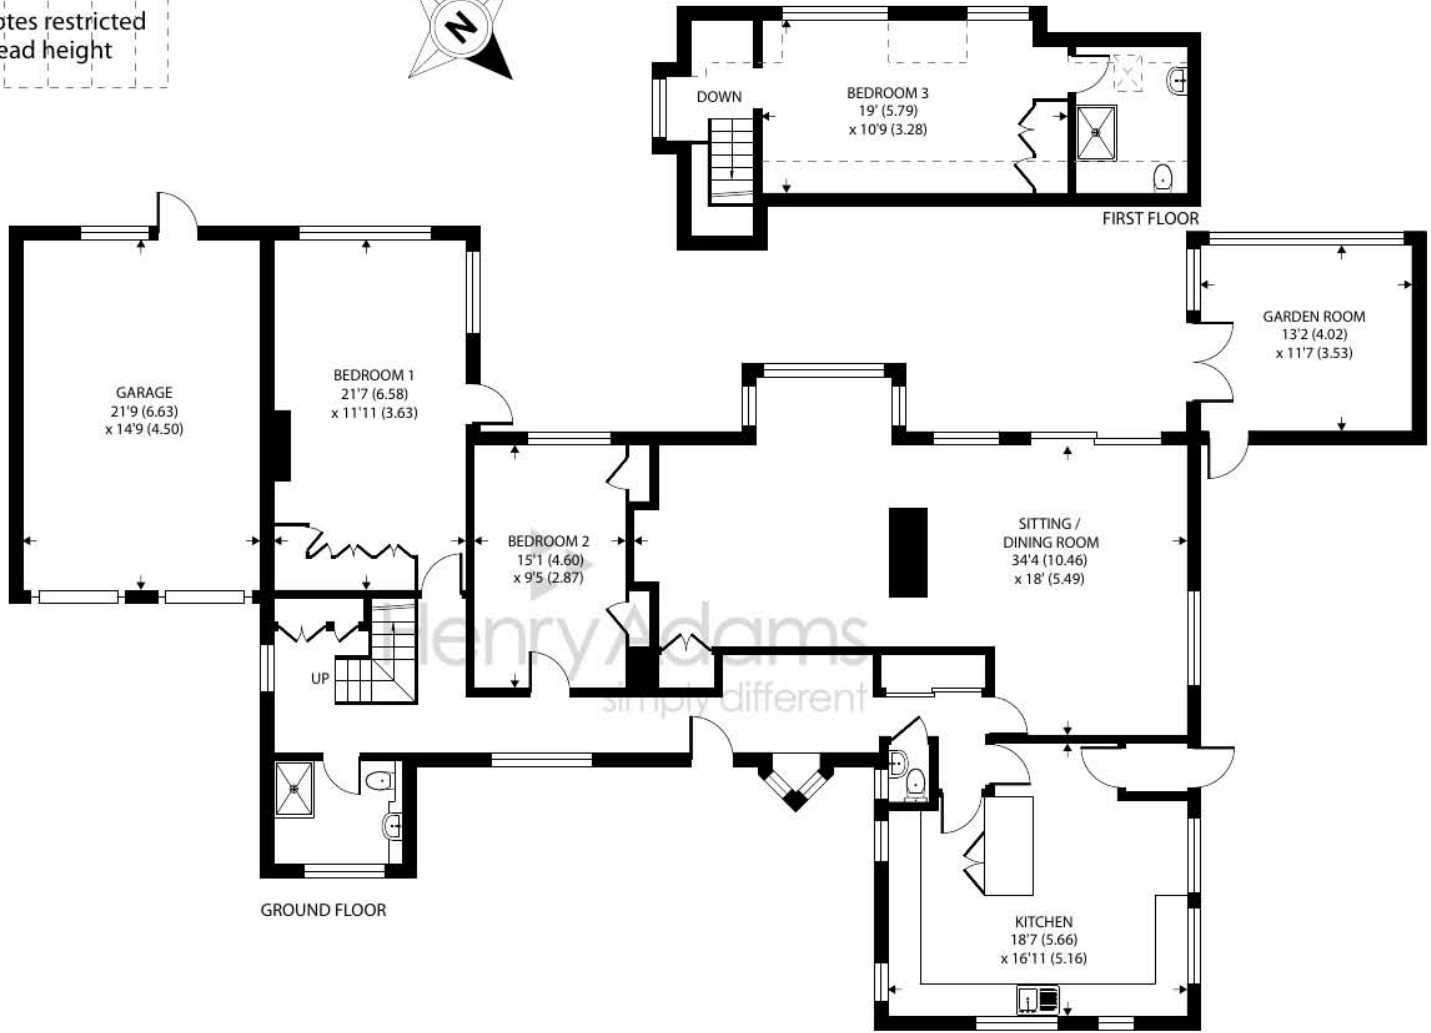 otes restricted
ead height
N
DOWN
BEDROOM 3
19' (5.79)
x 10'9 (3.28)
FIRST FLOOR
GARAGE
21'9 (6.63)
x 14'9 (4.50)
BEDROOM 1
21'7 (6.58)
x 11'11 (3.63)
GARDEN ROOM
13'2 (4.02)
x 11'7 (3.53)
BEDROOM 2
15'1 (4.60)
x 9'5 (2.87)
SITTING /
DINING ROOM
34'4 (10.46)
x 18' (5.49)
Henry Adams
simply different
UP
GROUND FLOOR
KITCHEN
18'7 (5.66)
x 16'11 (5.16)